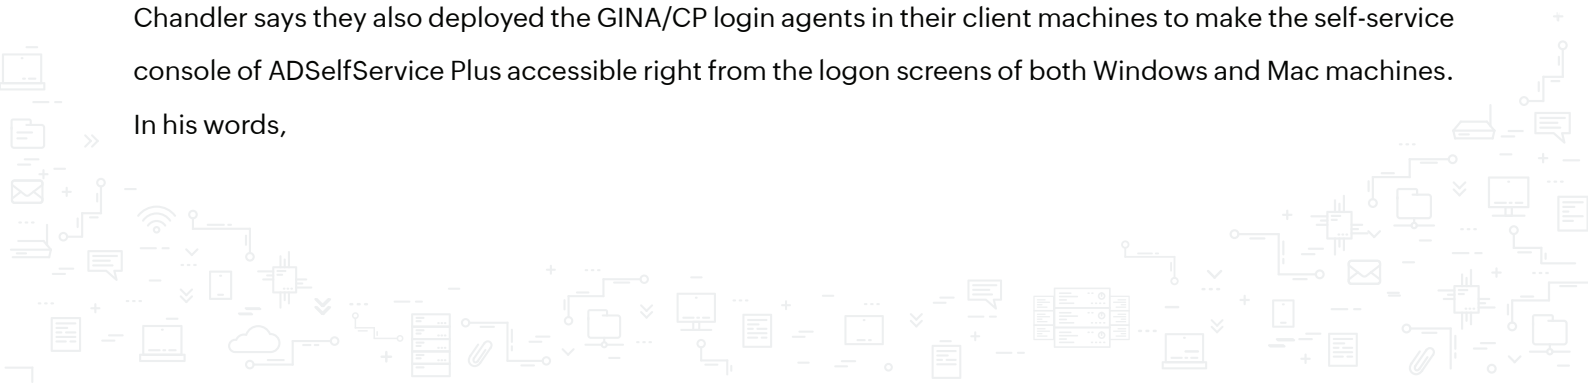 Chandler says they also deployed the GINA/CP login agents in their client machines to make the self-service
console of ADSelfService Plus accessible right from the logon screens of both Windows and Mac machines.
In his words,